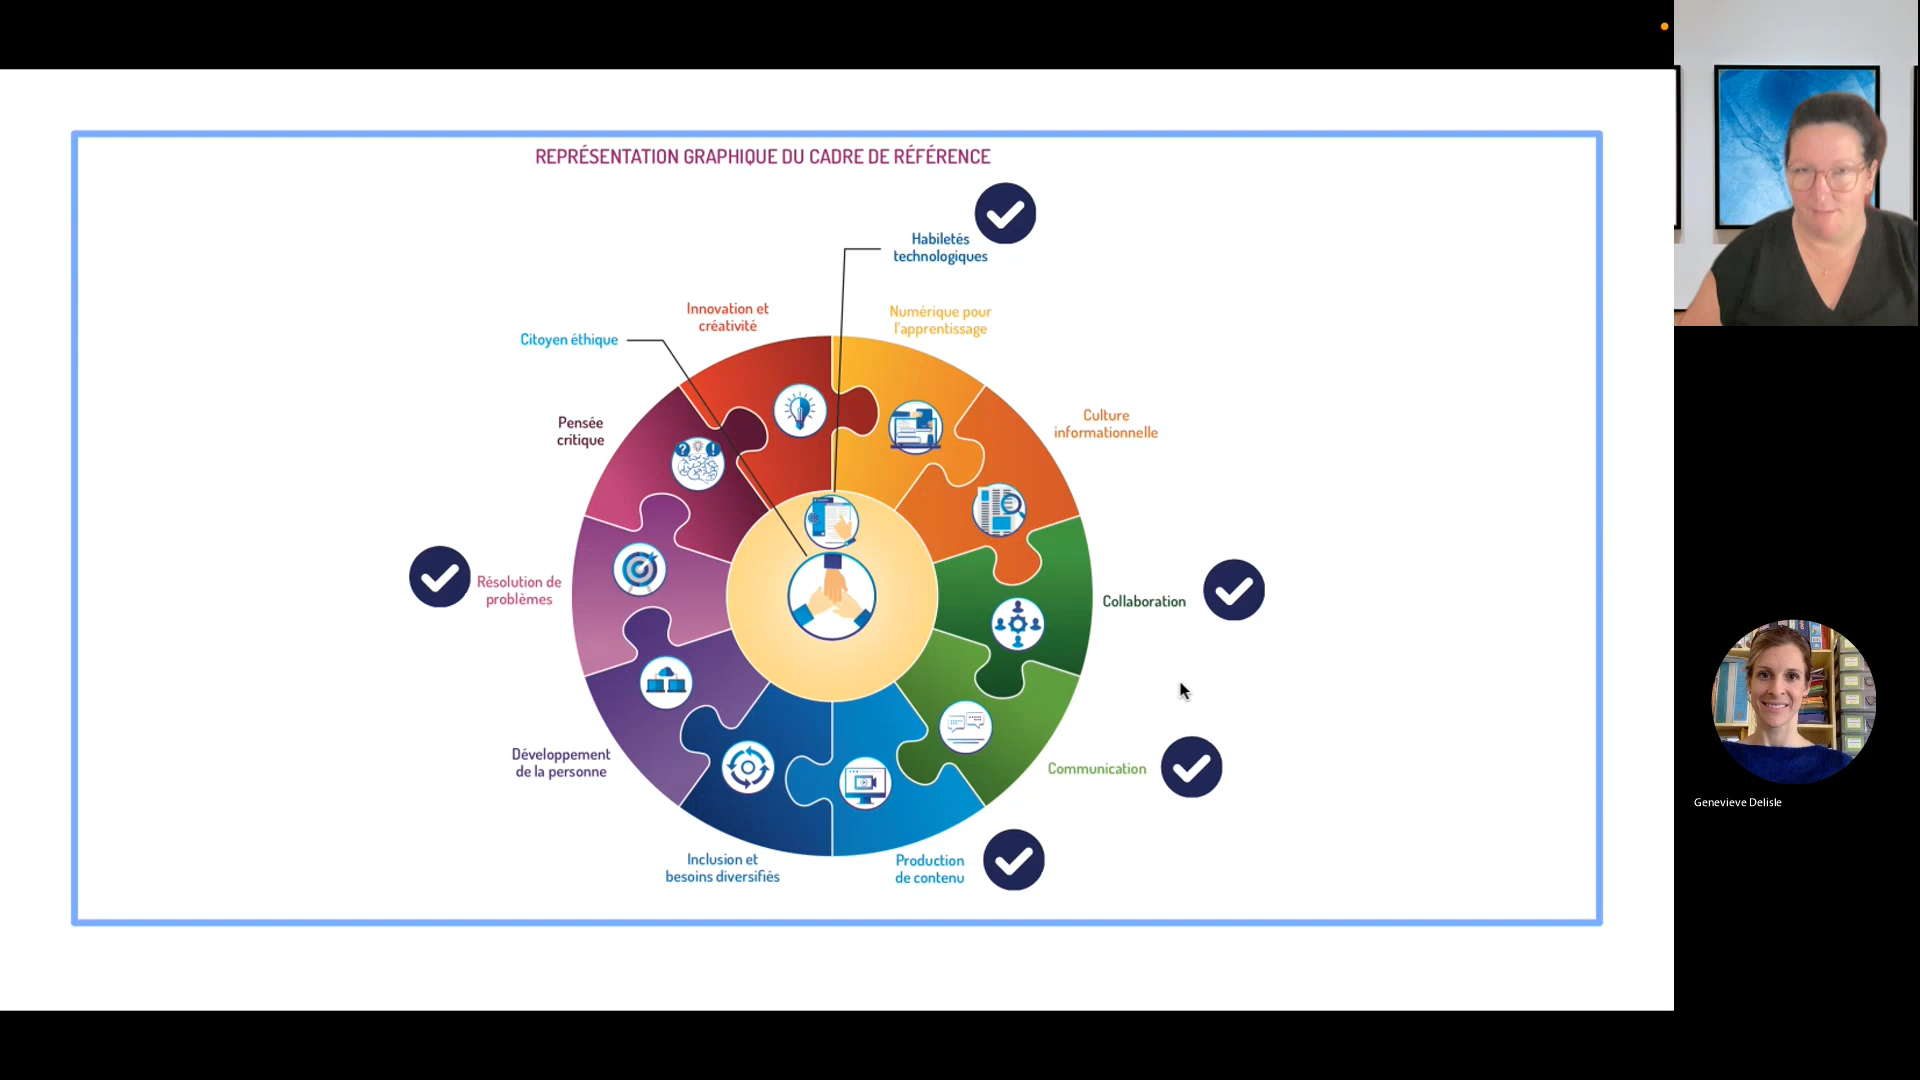 REPRÉSENTATION GRAPHIQUE DU CADRE DE RÉFÉRENCE
Habiletés
technologiques
Innovation et
créativité
Numérique pour
l'apprentissage
Citoyen éthique
Pensée
critique
Culture
informationnelle
Résolution de
problèmes
Collaboration
Développement
de la personne
Communication
Inclusion et
besoins diversifiés
Production
de contenu
Genevieve Delisle